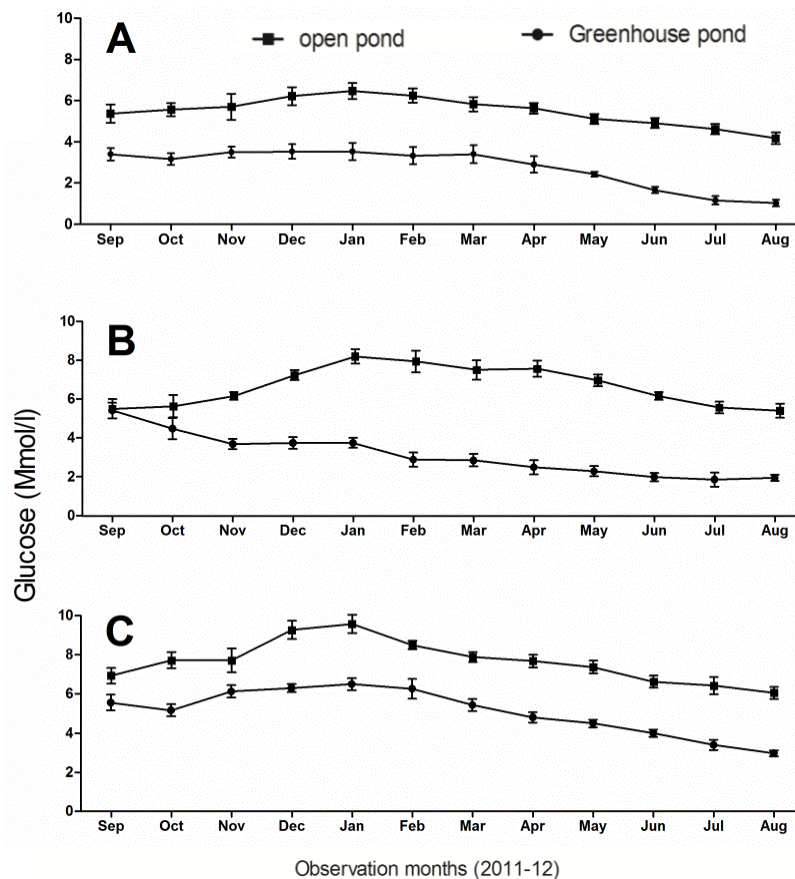 A
open pond
Greenhouse pond
10
8
6
4
2
0
Sep Oct Nov Dec Jan Feb Mar Apr May Jun Jul Aug
B
10
8
6
4
2
0
Sep Oct Nov Dec Jan Feb Mar Apr May Jun Jul Aug
Glucose (Mmol/l)
C
10
8
6
4
2
0
Sep Oct Nov Dec Jan Feb Mar Apr May Jun Jul Aug
Observation months (2011-12)